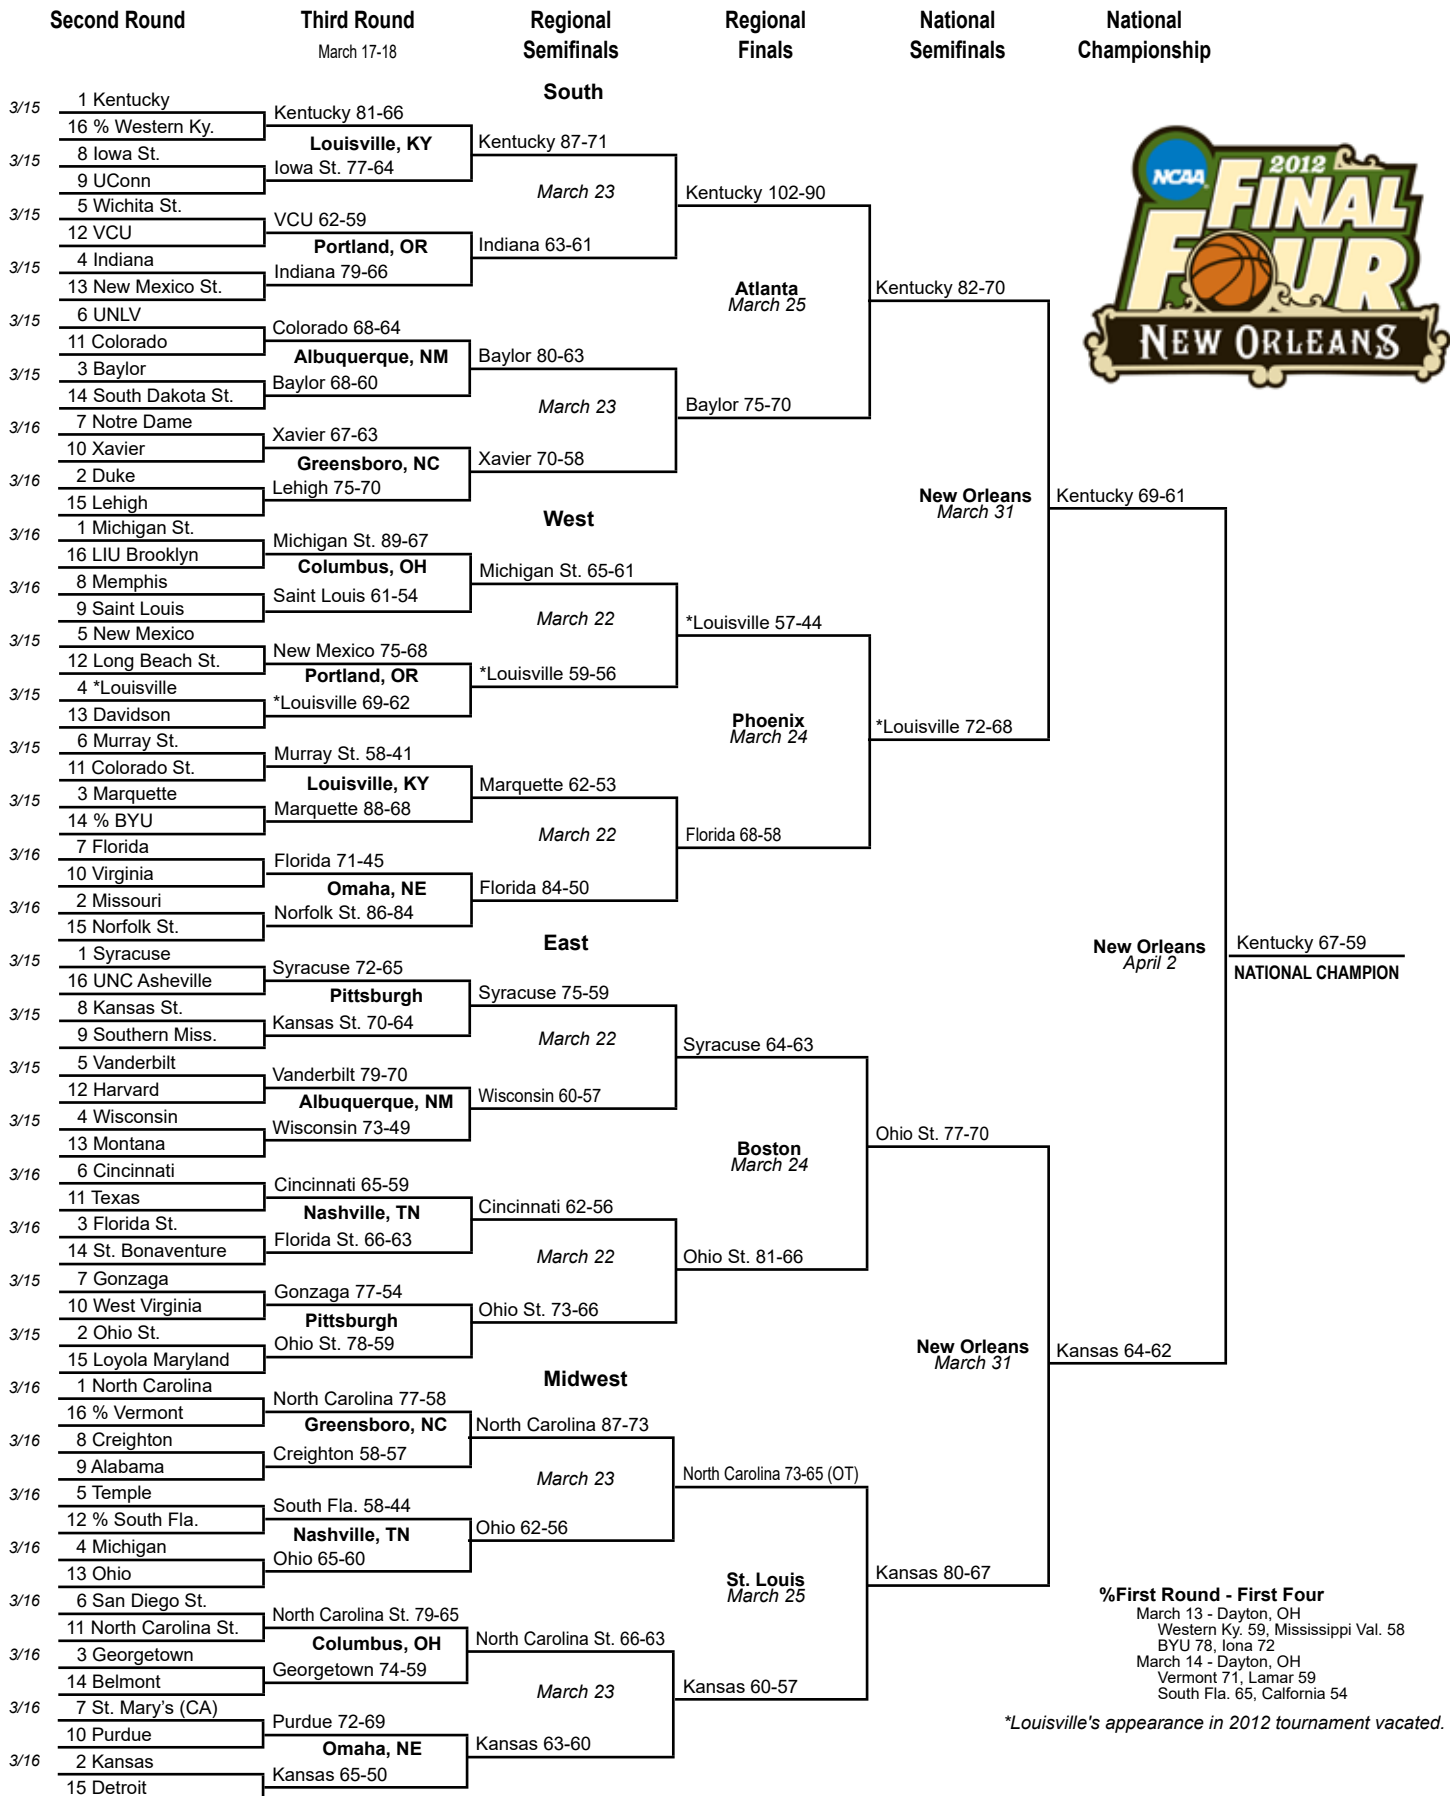 Second Round
Third Round
March 17-18
Regional
Semifinals
Regional
Finals
National
Semifinals
National
Championship
NCAA
2012
FINAL
FOUR
NEW ORLEANS
South
3/15
1 Kentucky
16 % Western Ky.
3/15
8 Iowa St.
9 UConn
3/15
5 Wichita St.
12 VCU
3/15
4 Indiana
13 New Mexico St.
3/15
6 UNLV
11 Colorado
3/15
3 Baylor
14 South Dakota St.
3/16
7 Notre Dame
10 Xavier
3/16
2 Duke
15 Lehigh
Kentucky 81-66
Louisville, KY
Iowa St. 77-64
VCU 62-59
Portland, OR
Indiana 79-66
Colorado 68-64
Albuquerque, NM
Baylor 68-60
Xavier 67-63
Greensboro, NC
Lehigh 75-70
Kentucky 87-71
March 23
Indiana 63-61
Baylor 80-63
March 23
Xavier 70-58
Kentucky 102-90
Atlanta
March 25
Baylor 75-70
Kentucky 82-70
West
3/16
1 Michigan St.
16 LIU Brooklyn
3/16
8 Memphis
9 Saint Louis
3/15
5 New Mexico
12 Long Beach St.
3/15
4 *Louisville
13 Davidson
3/15
6 Murray St.
11 Colorado St.
3/15
3 Marquette
14 % BYU
3/16
7 Florida
10 Virginia
3/16
2 Missouri
15 Norfolk St.
Michigan St. 89-67
Columbus, OH
Saint Louis 61-54
New Mexico 75-68
Portland, OR
*Louisville 69-62
Murray St. 58-41
Louisville, KY
Marquette 88-68
Florida 71-45
Omaha, NE
Norfolk St. 86-84
Michigan St. 65-61
March 22
*Louisville 59-56
Marquette 62-53
March 22
Florida 84-50
*Louisville 57-44
Phoenix
March 24
Florida 68-58
*Louisville 72-68
New Orleans
March 31
Kentucky 69-61
East
3/15
1 Syracuse
16 UNC Asheville
3/15
8 Kansas St.
9 Southern Miss.
3/15
5 Vanderbilt
12 Harvard
3/15
4 Wisconsin
13 Montana
3/16
6 Cincinnati
11 Texas
3/16
3 Florida St.
14 St. Bonaventure
3/15
7 Gonzaga
10 West Virginia
3/15
2 Ohio St.
15 Loyola Maryland
Syracuse 72-65
Pittsburgh
Kansas St. 70-64
Vanderbilt 79-70
Albuquerque, NM
Wisconsin 73-49
Cincinnati 65-59
Nashville, TN
Florida St. 66-63
Gonzaga 77-54
Pittsburgh
Ohio St. 78-59
Syracuse 75-59
March 22
Wisconsin 60-57
Cincinnati 62-56
March 22
Ohio St. 73-66
Syracuse 64-63
Boston
March 24
Ohio St. 81-66
Ohio St. 77-70
New Orleans
April 2
Kentucky 67-59
NATIONAL CHAMPION
Midwest
3/16
1 North Carolina
16 % Vermont
3/16
8 Creighton
9 Alabama
3/16
5 Temple
12 % South Fla.
3/16
4 Michigan
13 Ohio
3/16
6 San Diego St.
11 North Carolina St.
3/16
3 Georgetown
14 Belmont
3/16
7 St. Mary's (CA)
10 Purdue
3/16
2 Kansas
15 Detroit
North Carolina 77-58
Greensboro, NC
Creighton 58-57
South Fla. 58-44
Nashville, TN
Ohio 65-60
North Carolina St. 79-65
Columbus, OH
Georgetown 74-59
Purdue 72-69
Omaha, NE
Kansas 65-50
North Carolina 87-73
March 23
Ohio 62-56
North Carolina St. 66-63
March 23
Kansas 63-60
North Carolina 73-65 (OT)
St. Louis
March 25
Kansas 60-57
Kansas 80-67
New Orleans
March 31
Kansas 64-62
%First Round - First Four
March 13 - Dayton, OH
Western Ky. 59, Mississippi Val. 58
BYU 78, Iona 72
March 14 - Dayton, OH
Vermont 71, Lamar 59
South Fla. 65, Calfornia 54
*Louisville's appearance in 2012 tournament vacated.